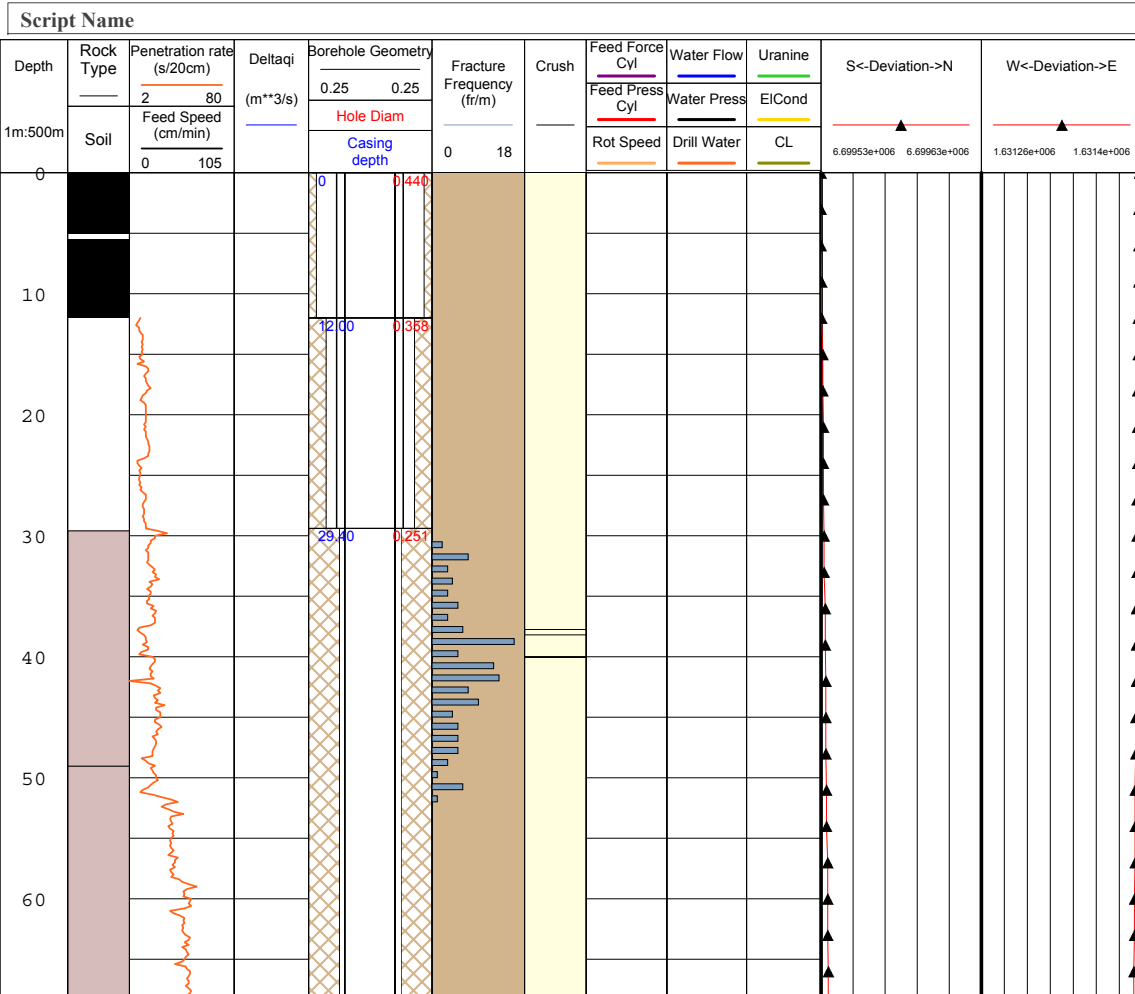 Script Name
Depth
1m:500m
Rock
Type
Soil
Penetration rate
(s/20cm)
2 80
Feed Speed
(cm/min)
0 105
Deltaqi
(m**3/s)
Borehole Geometry
0.25 0.25
Hole Diam
Casing
depth
Fracture
Frequency
(fr/m)
0 18
Crush
Feed Force
Cyl
Feed Press
Cyl
Rot Speed
Water Flow
Water Press
Drill Water
Uranine
ElCond
CL
S<-Deviation->N
6.69953e+006 6.69963e+006
W<-Deviation->E
1.63126e+006 1.6314e+006
0
0 0.440
10
12.00 0.358
20
30
29.40 0.251
40
50
60